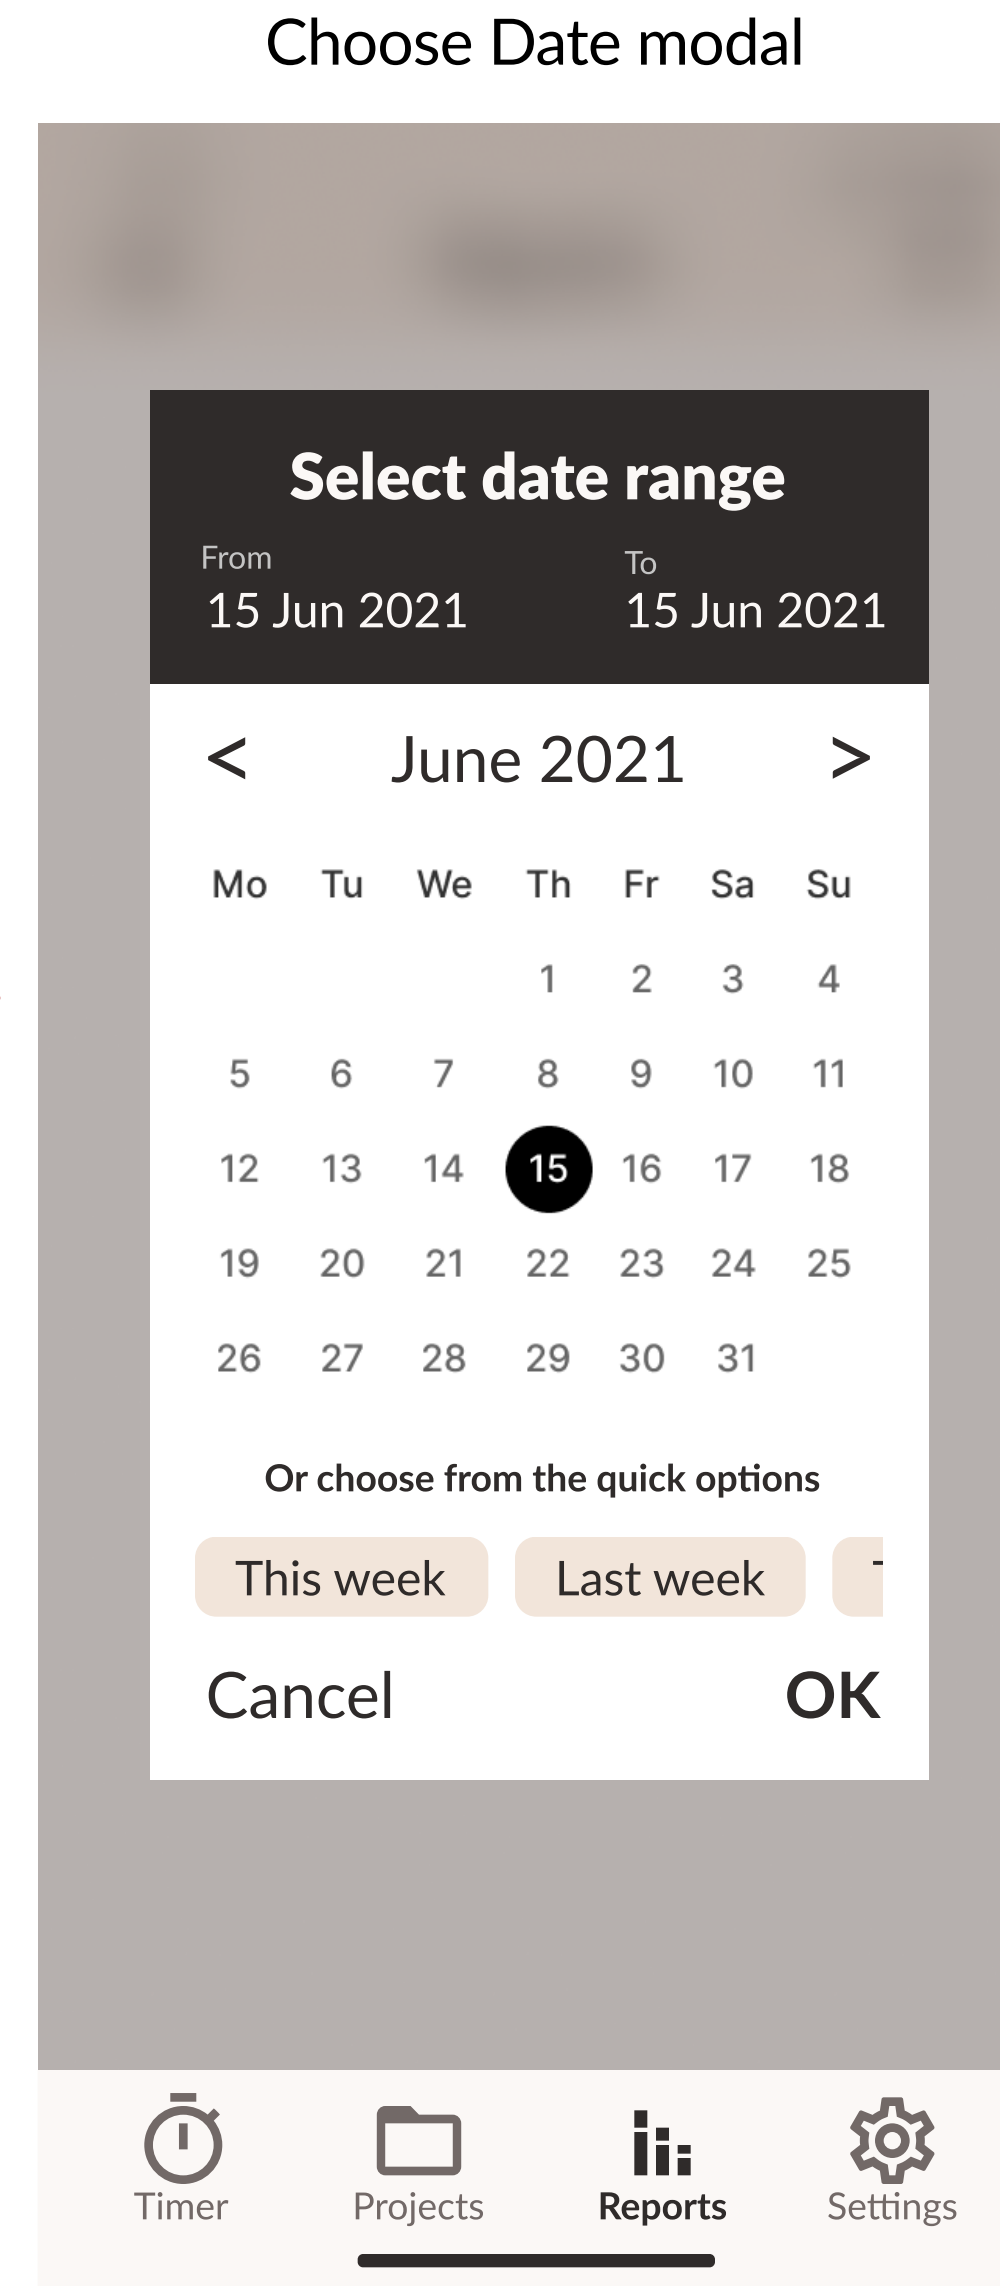 Choose Date modal
Select date range
From To
15 Jun 2021 15 Jun 2021
< June 2021 >
Mo Tu We Th Fr Sa Su
1 2 3 4
5 6 7 8 9 10 11
12 13 14 15 16 17 18
19 20 21 22 23 24 25
26 27 28 29 30 31
Or choose from the quick options
This week Last week
Cancel OK
Timer Projects Reports Settings